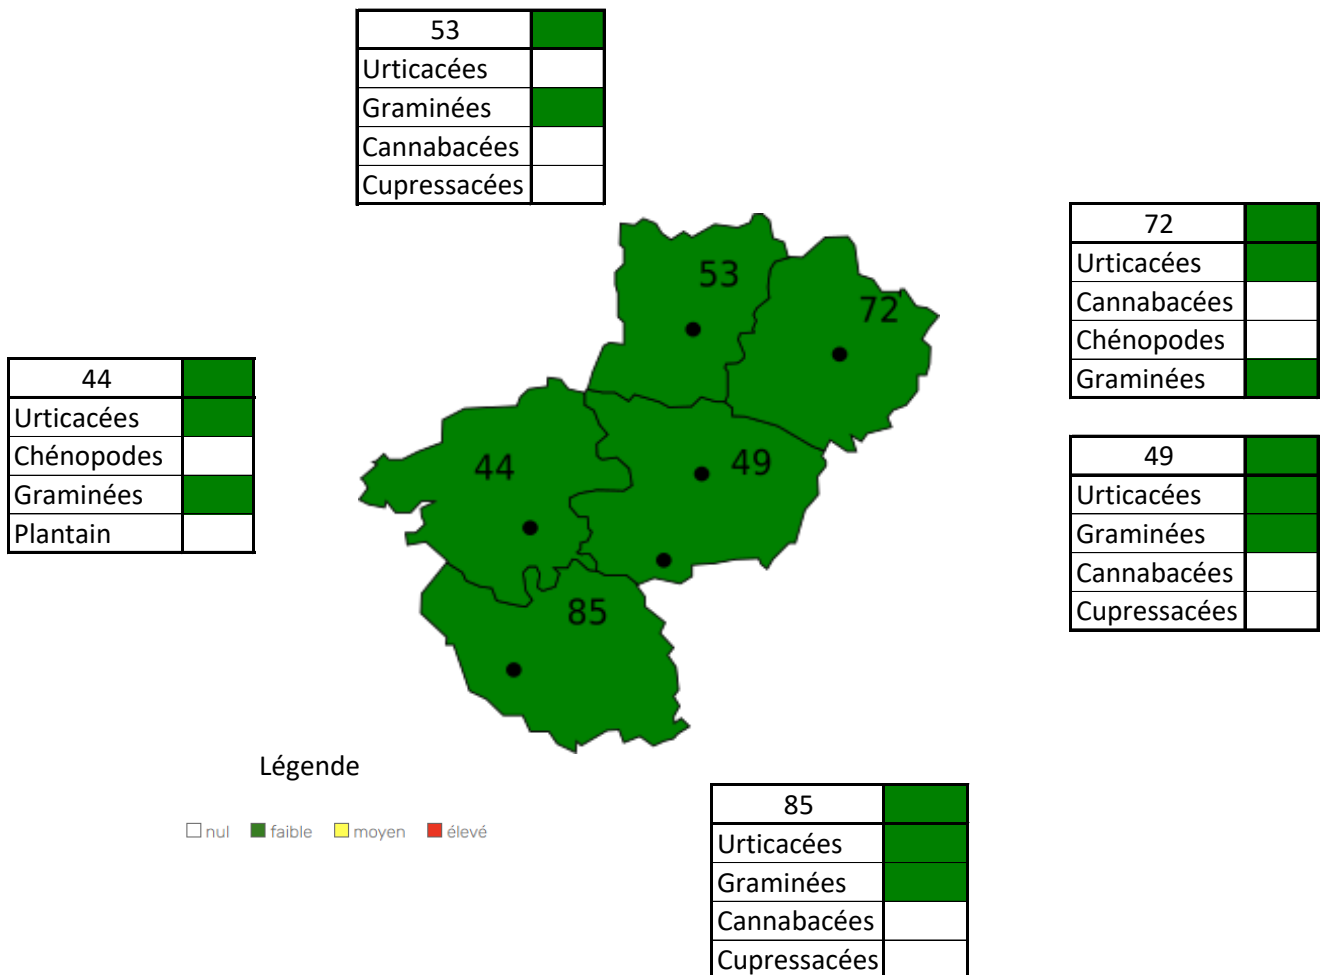 53
Urticacées
Graminées
Cannabacées
Cupressacées
72
Urticacées
Cannabacées
Chénopodes
Graminées
44
Urticacées
Chénopodes
Graminées
Plantain
49
Urticacées
Graminées
Cannabacées
Cupressacées
53
72
44
49
85
Légende
nul faible moyen élevé
85
Urticacées
Graminées
Cannabacées
Cupressacées